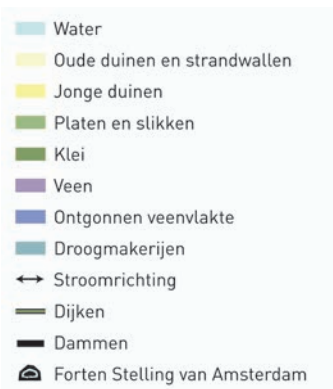 Water
Oude duinen en strandwallen
Jonge duinen
Platen en slikken
Klei
Veen
Ontgonnen veenvlakte
Droogmakerijen
Stroomrichting
Dijken
Dammen
Forten Stelling van Amsterdam